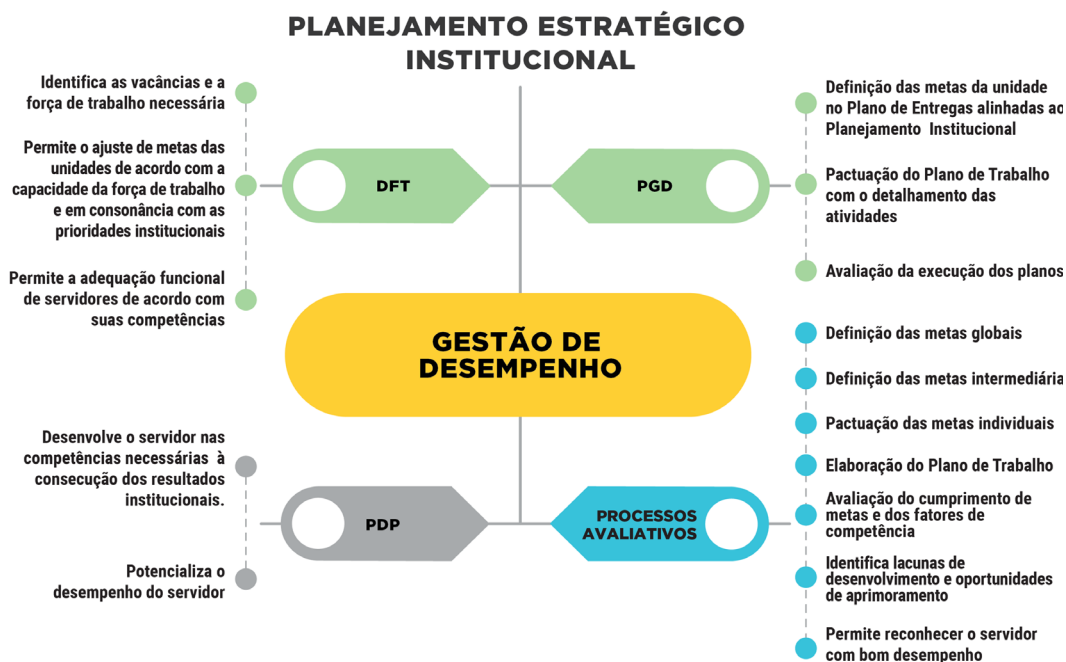 PLANEJAMENTO ESTRATÉGICO
INSTITUCIONAL
Identifica as vacâncias e a
força de trabalho necessária
Permite o ajuste de metas das
unidades de acordo com a
capacidade da força de trabalho
e em consonância com as
prioridades institucionais
Permite a adequação funcional
de servidores de acordo com
suas competências
DFT
PGD
Definição das metas da unidade
no Plano de Entregas alinhadas ao
Planejamento Institucional
Pactuação do Plano de Trabalho
com o detalhamento das
atividades
Avaliação da execução dos planos
GESTÃO DE
DESEMPENHO
Desenvolve o servidor nas
competências necessárias à
consecução dos resultados
institucionais.
Potencializa o
desempenho do servidor
PDP
PROCESSOS
AVALIATIVOS
Definição das metas globais
Definição das metas intermediária
Pactuação das metas individuais
Elaboração do Plano de Trabalho
Avaliação do cumprimento de
metas e dos fatores de
competência
Identifica lacunas de
desenvolvimento e oportunidades
de aprimoramento
Permite reconhecer o servidor
com bom desempenho